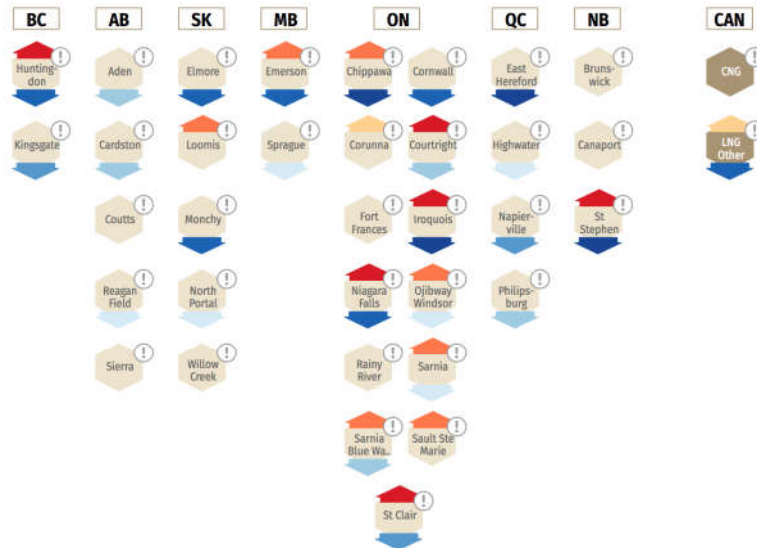 BC AB SK MB ON QC NB CAN
! ! ! ! ! ! ! ! !
Hunting-
don
Aden
Elmore
Emerson
Chippawa
Cornwall
East
Hereford
Bruns-
wick
CNG
! ! ! ! ! ! ! ! !
Kingsgate
Cardston
Loomis
Sprague
Corunna
Courtright
Highwater
Canaport
LNG
Other
! ! ! ! ! !
Coutts
Monchy
Fort
Frances
Iroquois
Napier-
ville
St
Stephen
! ! ! ! !
Reagan
Field
North
Portal
Niagara
Falls
Ojibway
Windsor
Philips-
burg
! ! ! !
Sierra
Willow
Creek
Rainy
River
Sarnia
! !
Sarnia
Blue Wa..
Sault Ste
Marie
!
St Clair